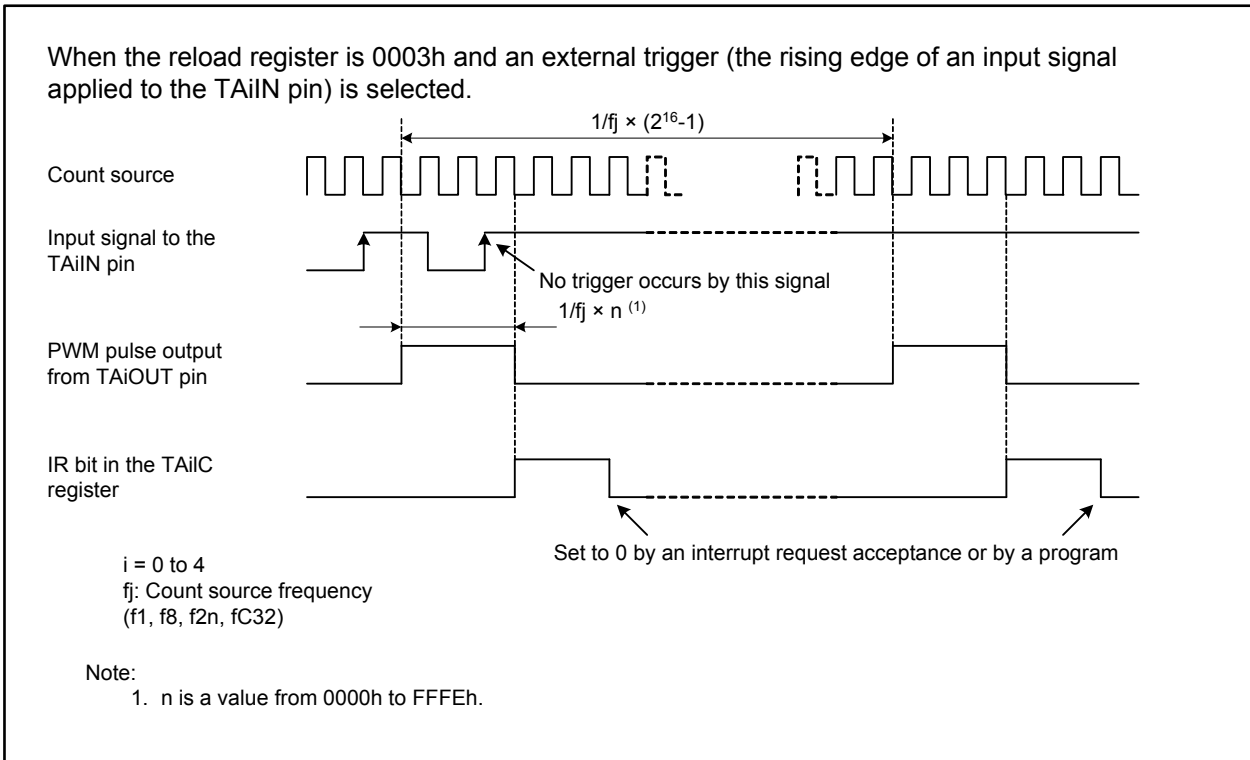 When the reload register is 0003h and an external trigger (the rising edge of an input signal
applied to the TAiIN pin) is selected.
1/fj × (2¹⁶-1)
Count source
Input signal to the
TAiIN pin
No trigger occurs by this signal
1/fj × n ⁽¹⁾
PWM pulse output
from TAiOUT pin
IR bit in the TAiIC
register
Set to 0 by an interrupt request acceptance or by a program
i = 0 to 4
fj: Count source frequency
(f1, f8, f2n, fC32)
Note:
1. n is a value from 0000h to FFFEh.